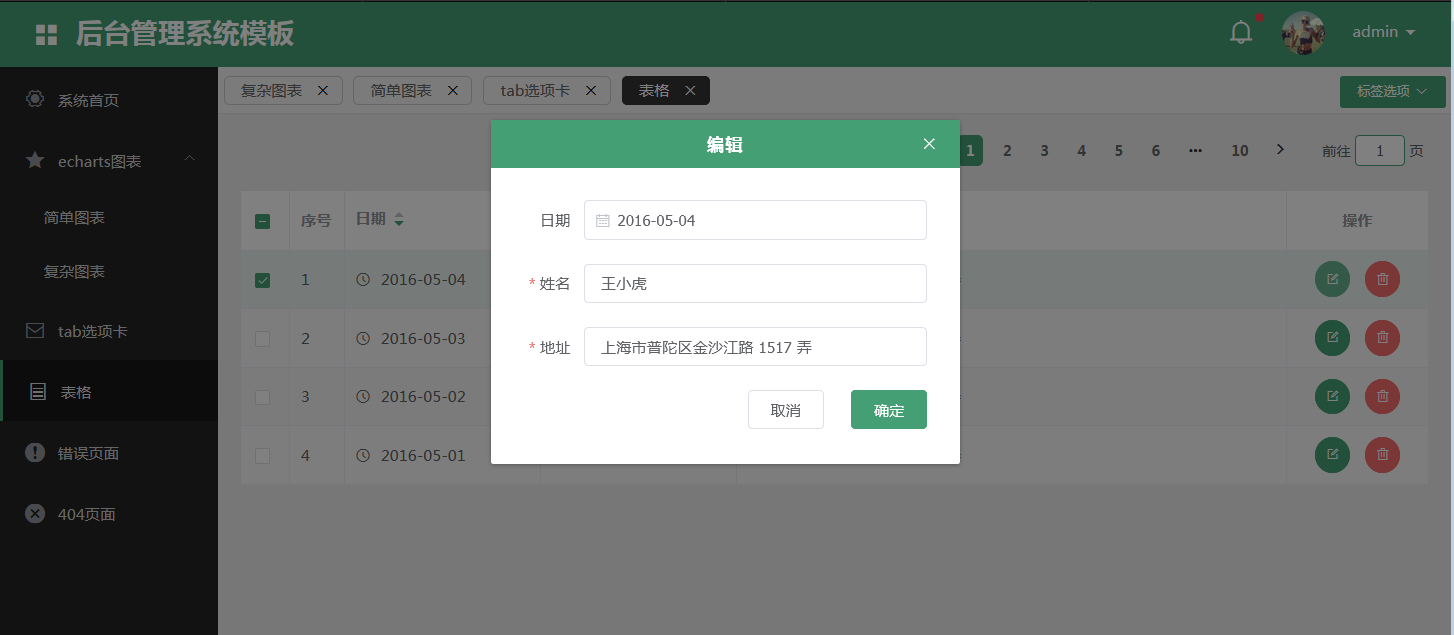 后台管理系统模板
admin
系统首页
echarts图表
简单图表
复杂图表
tab选项卡
表格
错误页面
404页面
复杂图表
简单图表
tab选项卡
表格
标签选项
1 2 3 4 5 6 ••• 10 前往 1 页
序号 日期 操作
1 2016-05-04
2 2016-05-03
3 2016-05-02
4 2016-05-01
编辑
日期 2016-05-04
* 姓名 王小虎
* 地址 上海市普陀区金沙江路 1517 弄
取消 确定